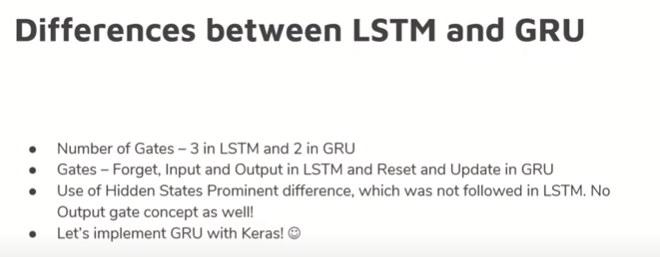 Differences between LSTM and GRU
● Number of Gates – 3 in LSTM and 2 in GRU
● Gates – Forget, Input and Output in LSTM and Reset and Update in GRU
● Use of Hidden States Prominent difference, which was not followed in LSTM. No
Output gate concept as well!
● Let's implement GRU with Keras! ☺